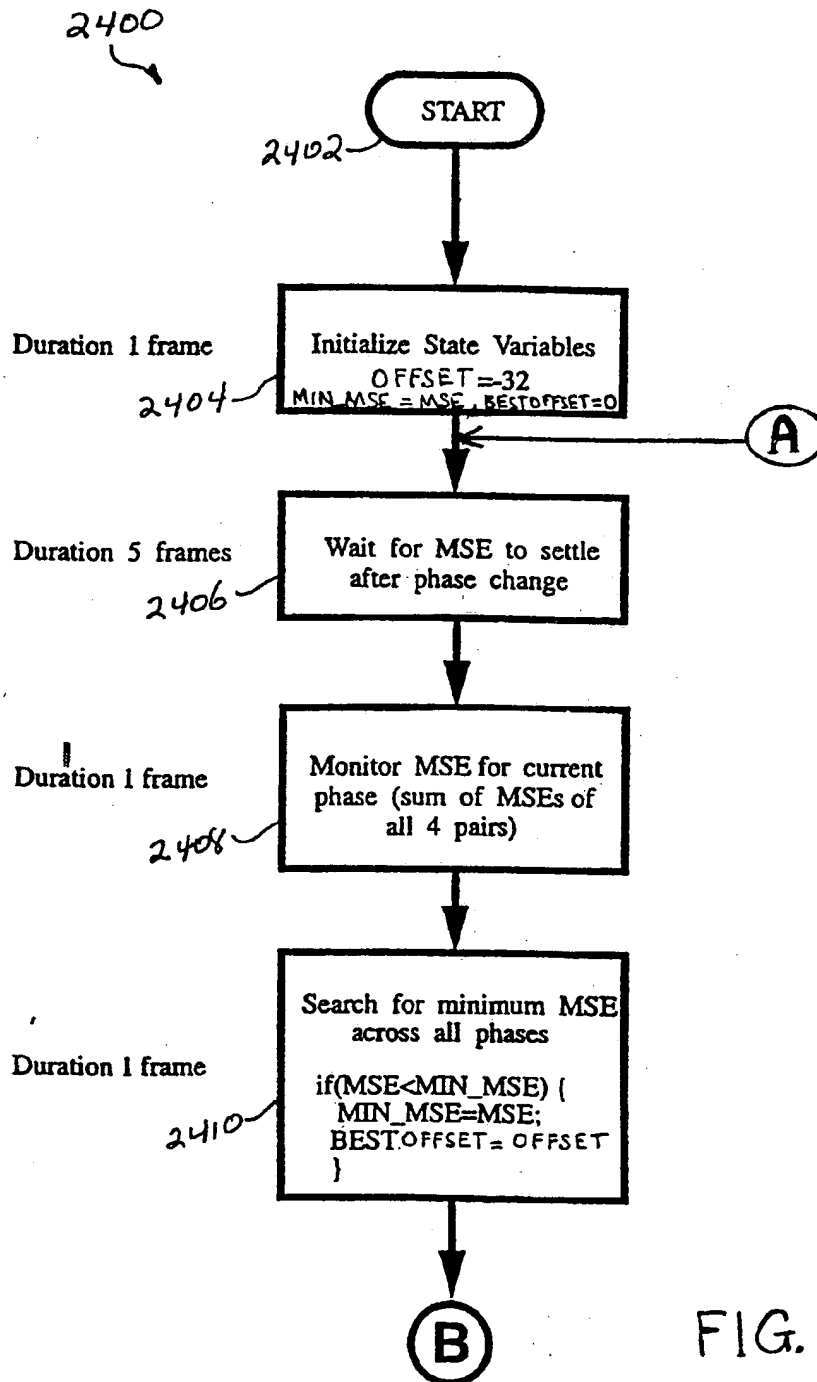 2400
START
2402
Duration 1 frame
Initialize State Variables
OFFSET =-32
MIN_MSE = MSE, BESTOFFSET=0
2404
A
Duration 5 frames
Wait for MSE to settle
after phase change
2406
Duration 1 frame
Monitor MSE for current
phase (sum of MSEs of
all 4 pairs)
2408
Duration 1 frame
Search for minimum MSE
across all phases
if(MSE<MIN_MSE) {
MIN_MSE=MSE;
BEST.OFFSET = OFFSET
}
2410
B
FIG.